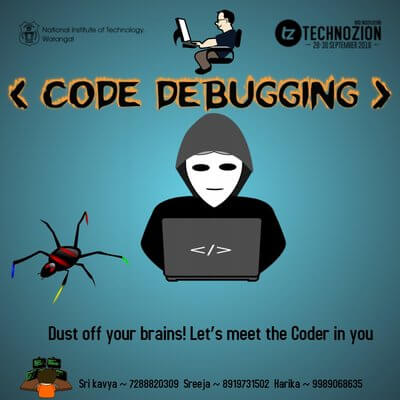 National Institute of Technology,
Warangal
TECHNOZION
28-30 SEPTEMBER 2018
< CODE DEBUGGING >
</>
Dust off your brains! Let's meet the Coder in you
Sri kavya ~ 7288820309 Sreeja ~ 8919731502 Harika ~ 9989068635